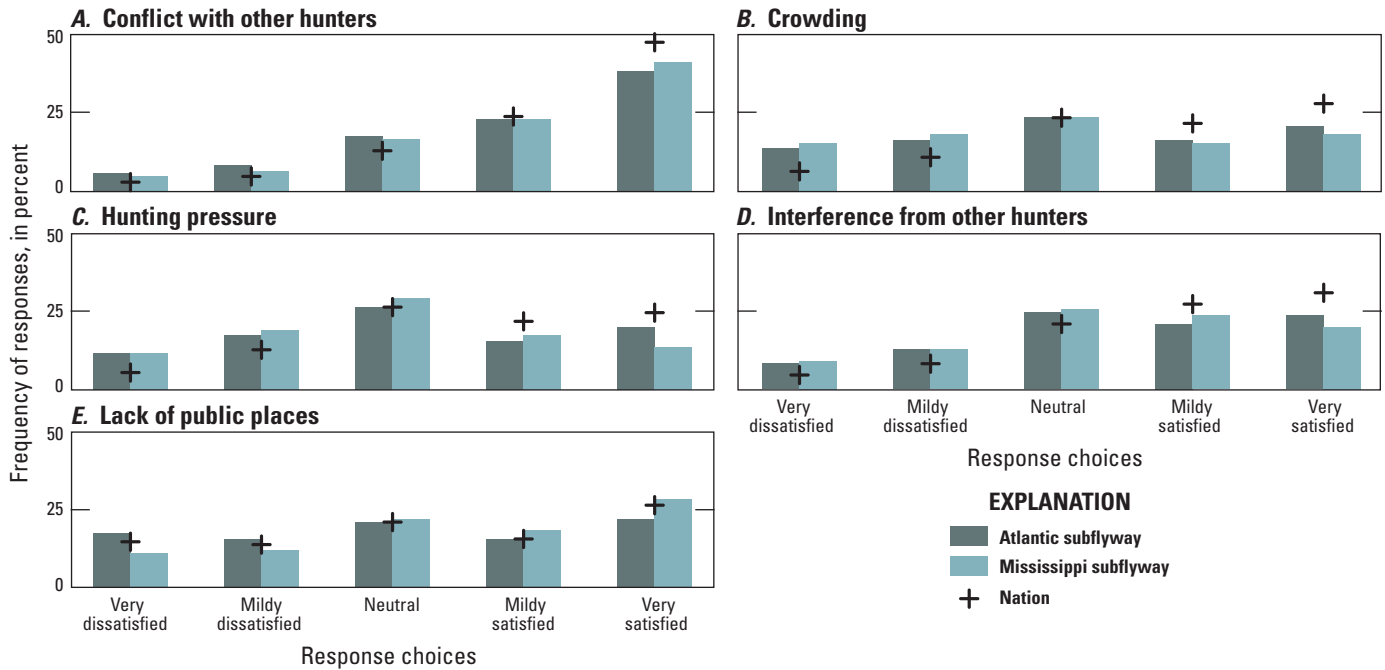 A. Conflict with other hunters
50
25
0
B. Crowding
C. Hunting pressure
50
25
0
D. Interference from other hunters
Very dissatisfied
Mildy dissatisfied
Neutral
Mildy satisfied
Very satisfied
Response choices
E. Lack of public places
50
25
0
Very dissatisfied
Mildy dissatisfied
Neutral
Mildy satisfied
Very satisfied
Response choices
Frequency of responses, in percent
EXPLANATION
Atlantic subflyway
Mississippi subflyway
Nation